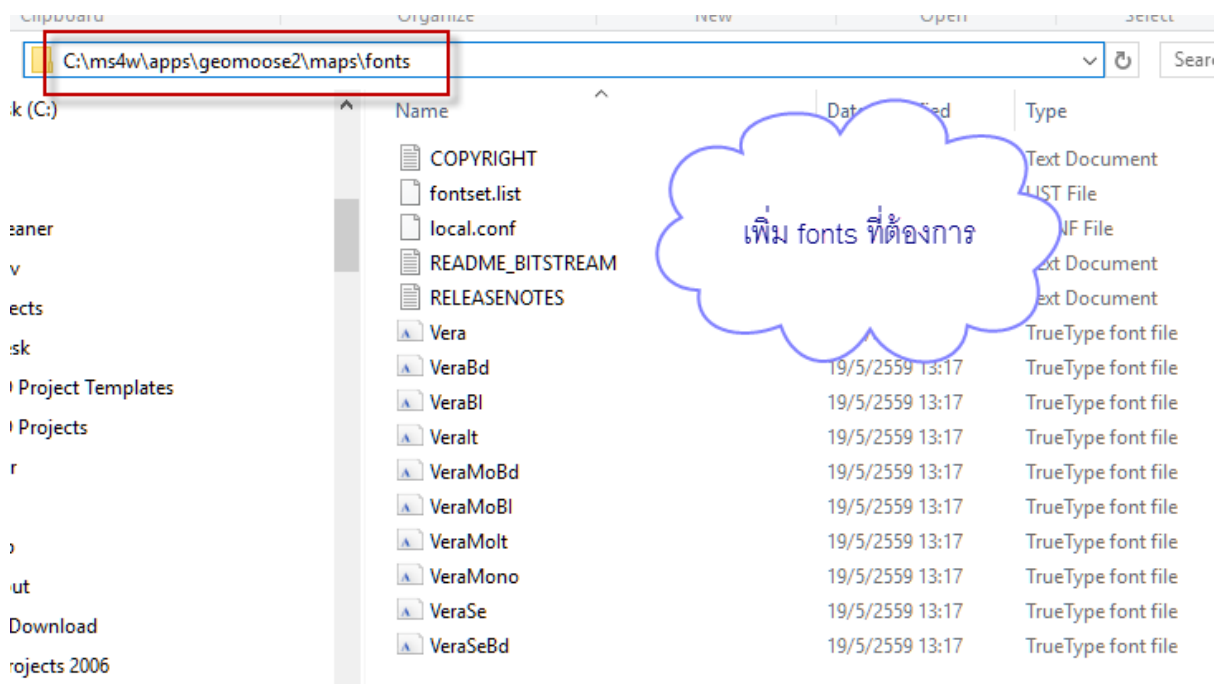 Clipboard Organize New Open Select
C:\ms4w\apps\geomoose2\maps\fonts
k (C:) Name Type
COPYRIGHT Text Document
fontset.list File
local.conf File
eaner
README_BITSTREAM Document
v
RELEASENOTES Document
ects
เพิ่ม fonts ที่ต้องการ
Vera TrueType font file
sk
VeraBd 19/5/2559 13:17 TrueType font file
Project Templates
VeraBI 19/5/2559 13:17 TrueType font file
Projects
VeraIt 19/5/2559 13:17 TrueType font file
r
VeraMoBd 19/5/2559 13:17 TrueType font file
VeraMoBI 19/5/2559 13:17 TrueType font file
VeraMoIt 19/5/2559 13:17 TrueType font file
VeraMono 19/5/2559 13:17 TrueType font file
ut
VeraSe 19/5/2559 13:17 TrueType font file
Download
VeraSeBd 19/5/2559 13:17 TrueType font file
rojects 2006